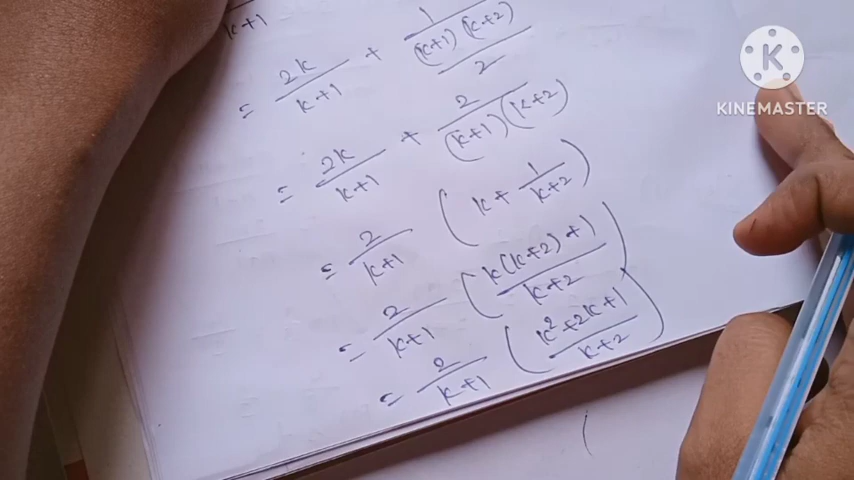 k+1
= 2k/k+1 + 1/((k+1)(k+2)/2)
= 2k/k+1 + 2/(k+1)(k+2)
= 2/k+1 (k + 1/k+2)
= 2/k+1 (k(k+2)+1/k+2)
= 2/k+1 (k²+2k+1/k+2)
(
K
KINEMASTER